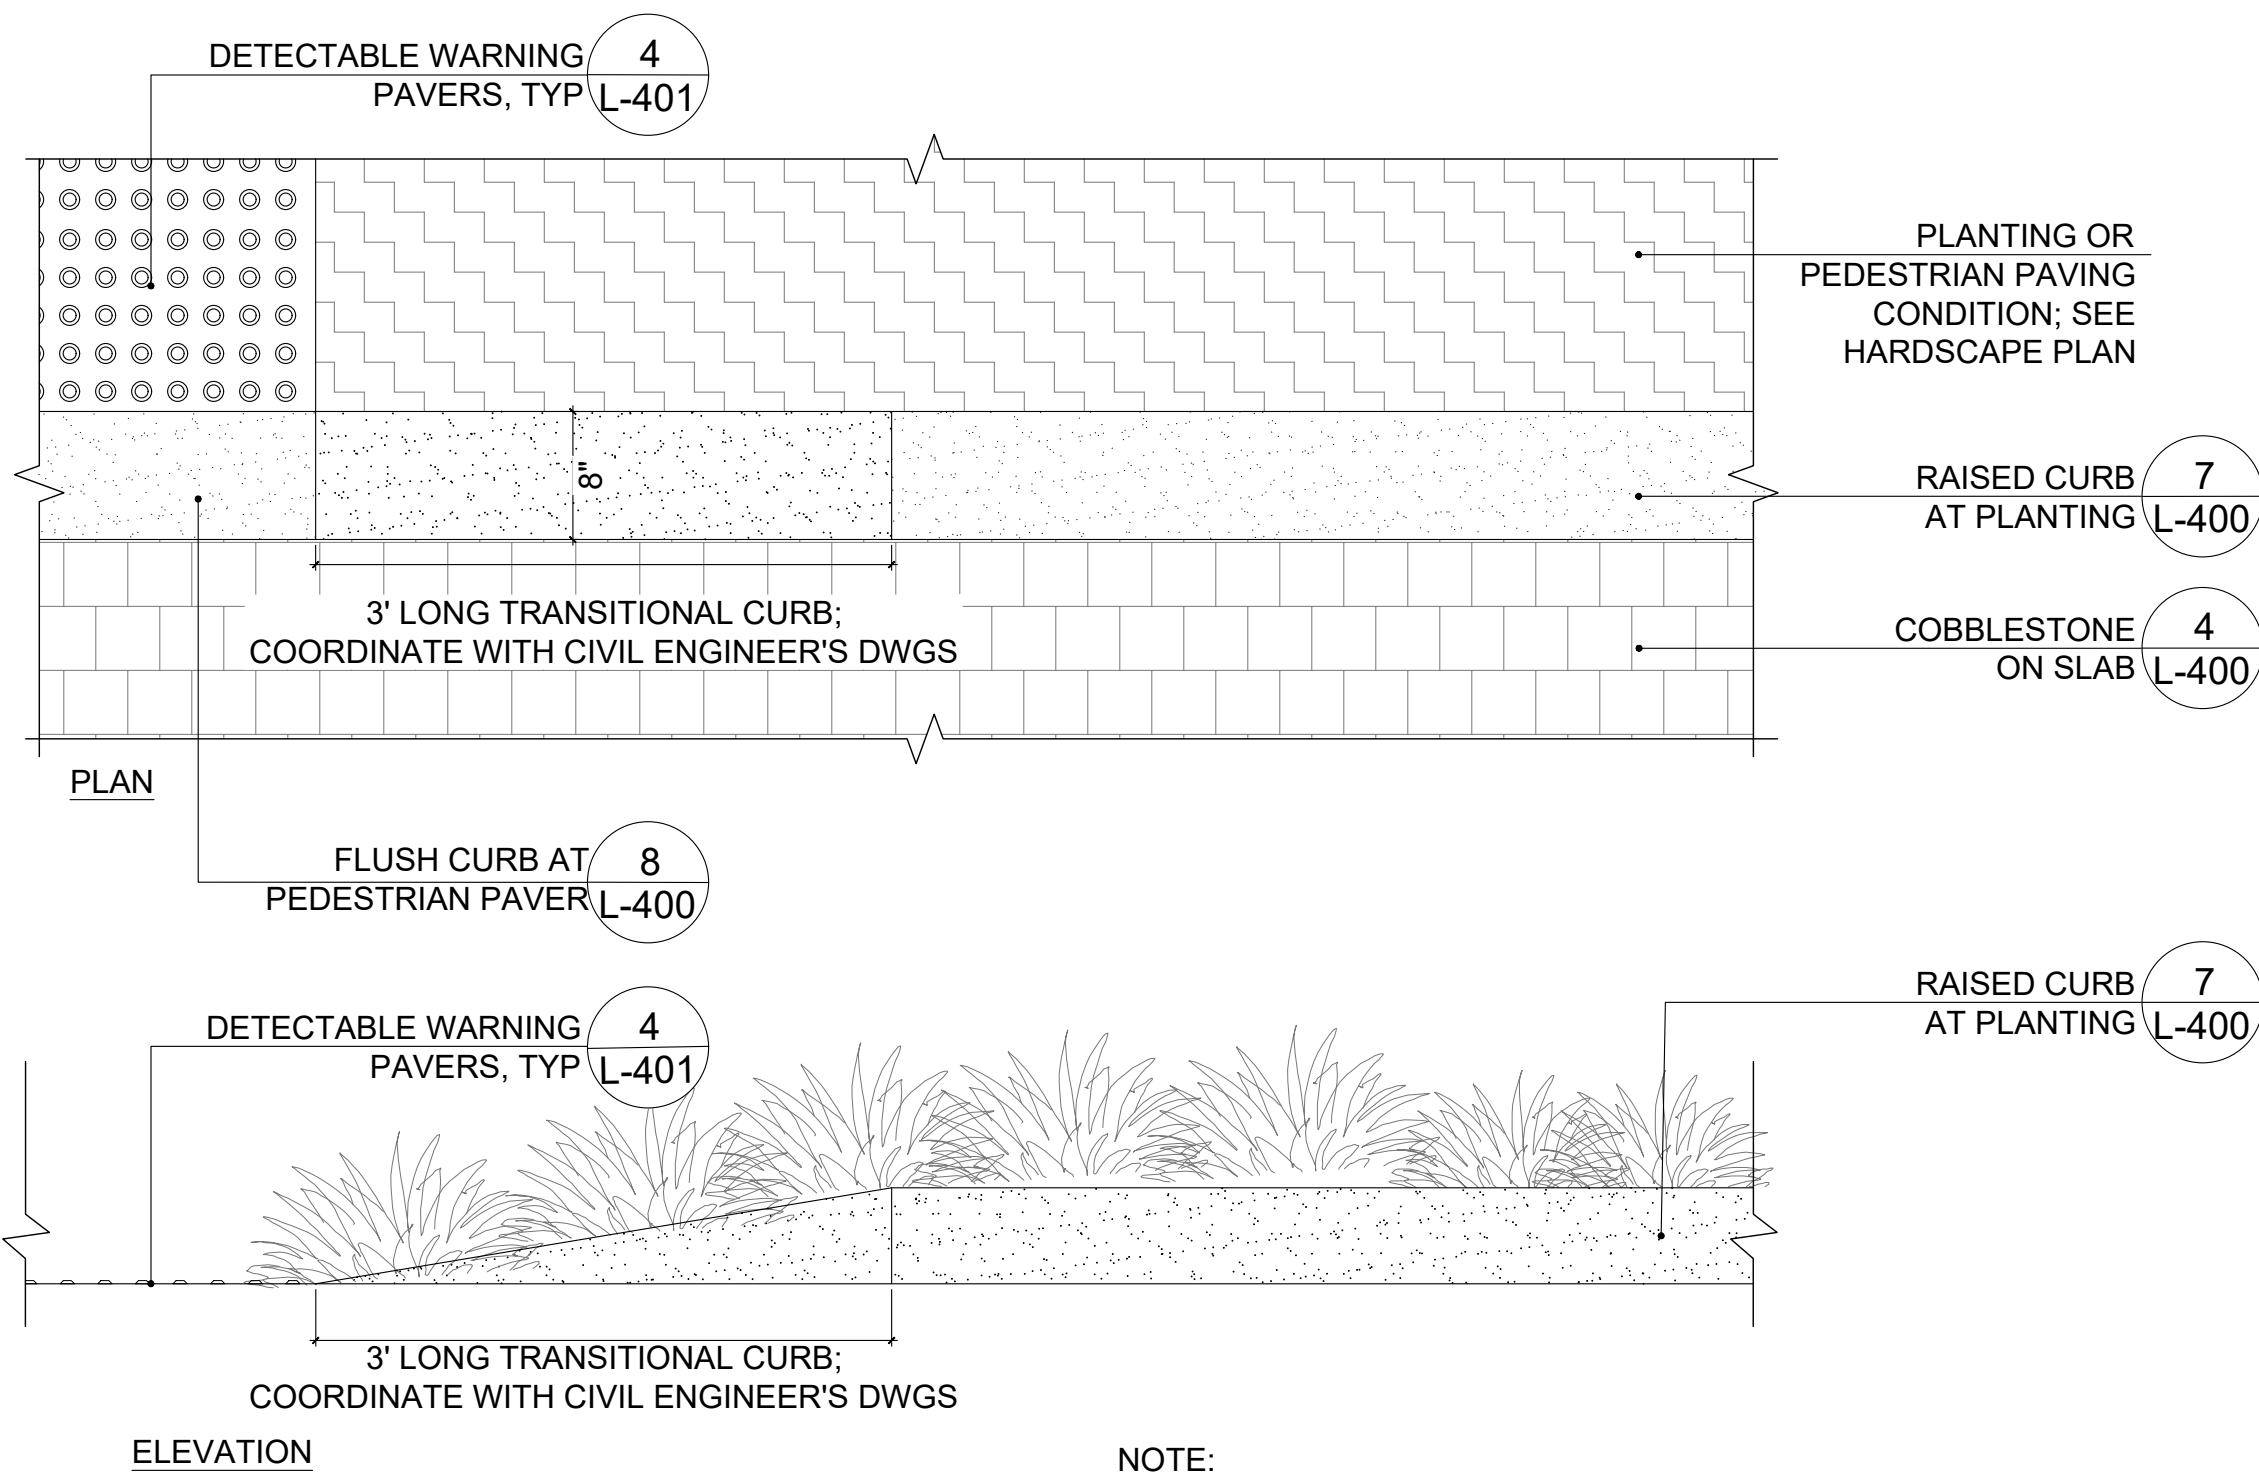 DETECTABLE WARNING
PAVERS, TYP
4
L-401
PLANTING OR
PEDESTRIAN PAVING
CONDITION; SEE
HARDSCAPE PLAN
8"
RAISED CURB
AT PLANTING
7
L-400
3' LONG TRANSITIONAL CURB;
COORDINATE WITH CIVIL ENGINEER'S DWGS
COBBLESTONE
ON SLAB
4
L-400
PLAN
FLUSH CURB AT
PEDESTRIAN PAVER
8
L-400
DETECTABLE WARNING
PAVERS, TYP
4
L-401
RAISED CURB
AT PLANTING
7
L-400
3' LONG TRANSITIONAL CURB;
COORDINATE WITH CIVIL ENGINEER'S DWGS
ELEVATION
NOTE: